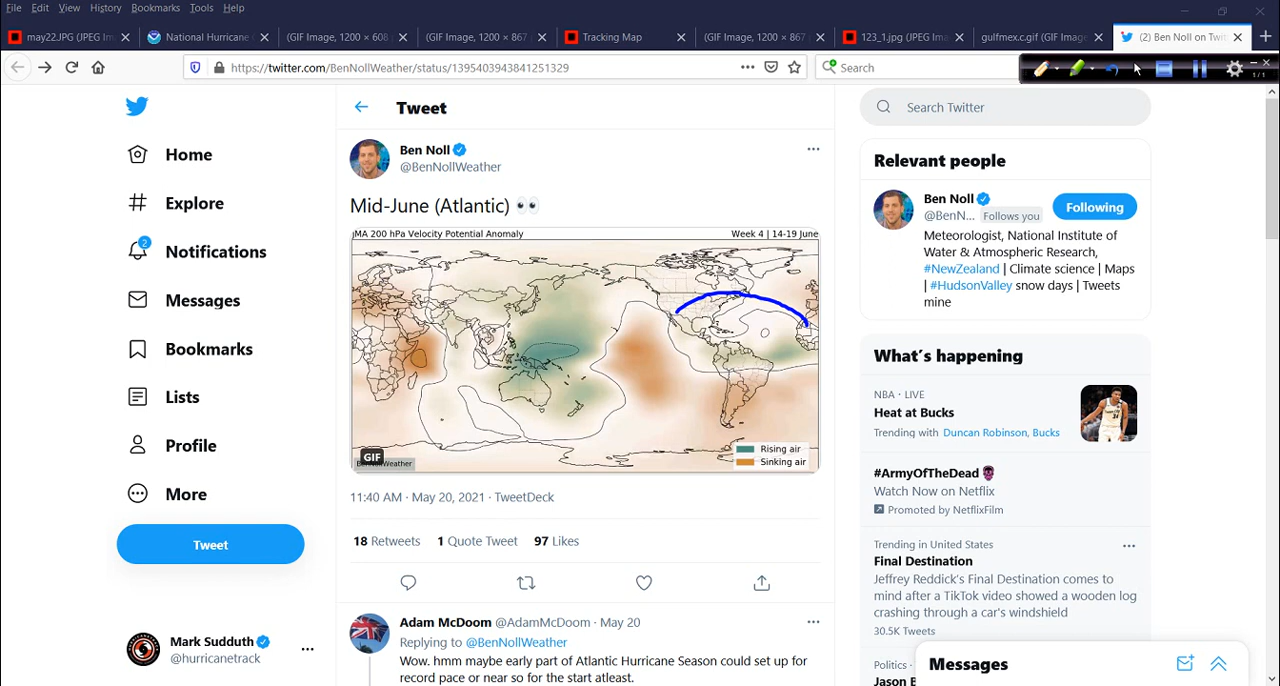 File Edit View History Bookmarks Tools Help
may22.JPG (JPEG Im
National Hurricane
(GIF Image, 1200 × 608
(GIF Image, 1200 × 867
Tracking Map
(GIF Image, 1200 × 867
123_1.jpg (JPEG Ima
gulfmex.c.gif (GIF Image
(2) Ben Noll on Twit
https://twitter.com/BenNollWeather/status/1395403943841251329
Search
1/1
Home
Explore
2
Notifications
Messages
Bookmarks
Lists
Profile
More
Tweet
Mark Sudduth
@hurricanetrack
Tweet
Ben Noll
@BenNollWeather
Mid-June (Atlantic) 👀
JMA 200 hPa Velocity Potential Anomaly
Week 4 | 14-19 June
Rising air
Sinking air
GIF
BenNollWeather
11:40 AM · May 20, 2021 · TweetDeck
18 Retweets 1 Quote Tweet 97 Likes
Adam McDoom @AdamMcDoom · May 20
Replying to @BenNollWeather
Wow. hmm maybe early part of Atlantic Hurricane Season could set up for
record pace or near so for the start atleast.
Search Twitter
Relevant people
Ben Noll
@BenN... Follows you
Following
Meteorologist, National Institute of
Water & Atmospheric Research,
#NewZealand | Climate science | Maps
| #HudsonValley snow days | Tweets
mine
What's happening
NBA · LIVE
Heat at Bucks
Trending with Duncan Robinson, Bucks
#ArmyOfTheDead
Watch Now on Netflix
Promoted by NetflixFilm
Trending in United States
Final Destination
Jeffrey Reddick's Final Destination comes to
mind after a TikTok video showed a wooden log
crashing through a car's windshield
30.5K Tweets
Politics ·
Jason
Messages